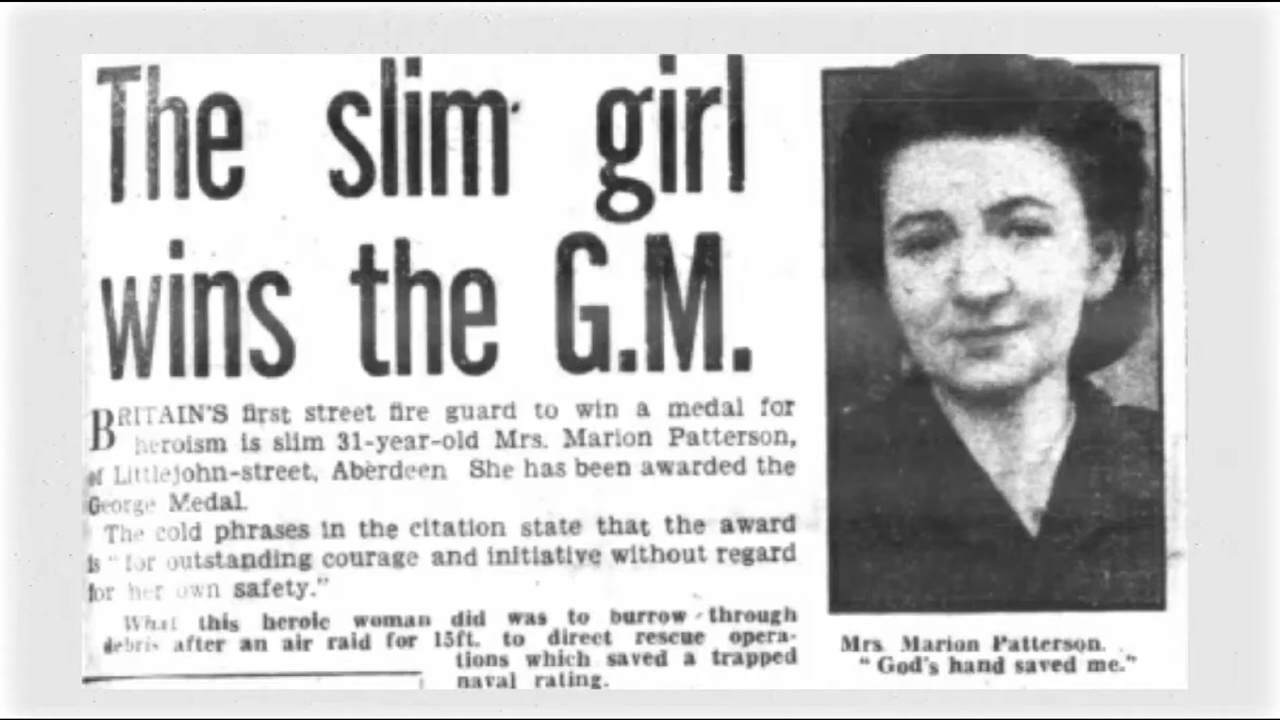 The slim girl
wins the G.M.
BRITAIN'S first street fire guard to win a medal for
heroism is slim 31-year-old Mrs. Marion Patterson,
of Littlejohn-street, Aberdeen She has been awarded the
George Medal.
The cold phrases in the citation state that the award
is "for outstanding courage and initiative without regard
for her own safety."
What this heroic woman did was to burrow through
debris after an air raid for 15ft. to direct rescue opera-
tions which saved a trapped
naval rating.
Mrs Marion Patterson.
"God's hand saved me."